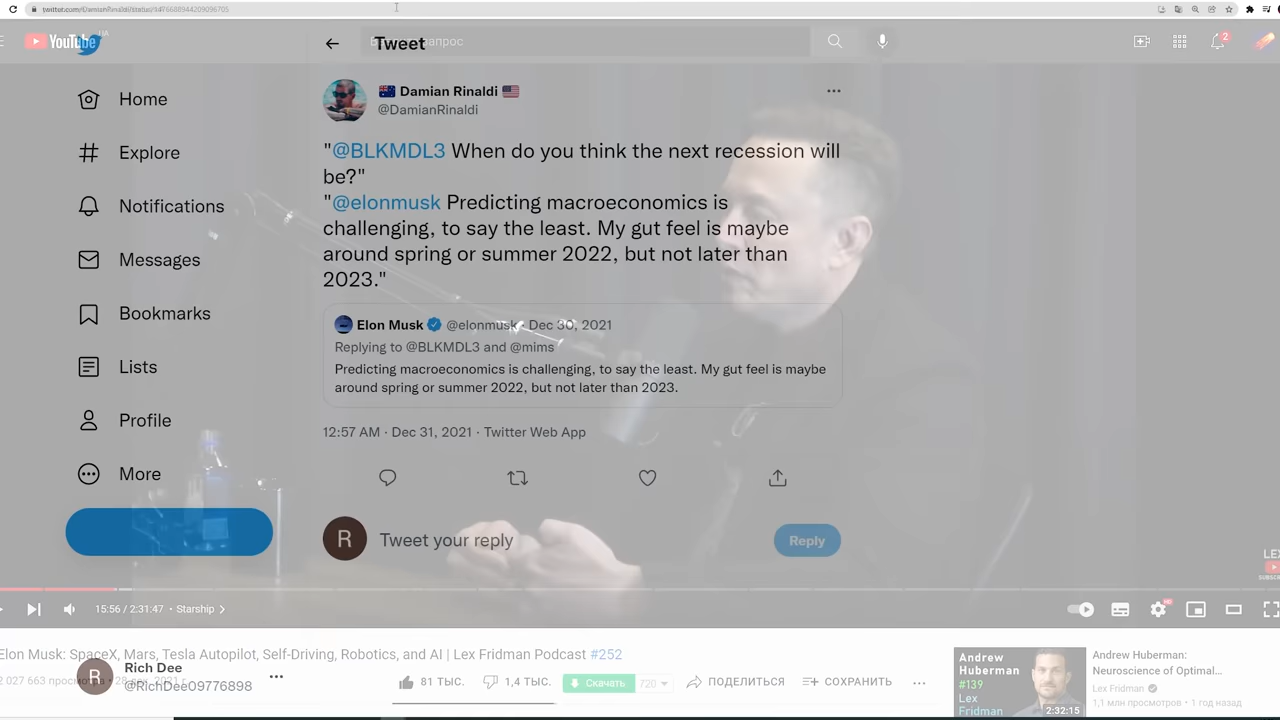 YouTube UA
Tweet
Home
Explore
Notifications
Messages
Bookmarks
Lists
Profile
More
Damian Rinaldi
@DamianRinaldi
"@BLKMDL3 When do you think the next recession will
be?"
"@elonmusk Predicting macroeconomics is
challenging, to say the least. My gut feel is maybe
around spring or summer 2022, but not later than
2023."
Elon Musk @elonmusk · Dec 30, 2021
Replying to @BLKMDL3 and @mims
Predicting macroeconomics is challenging, to say the least. My gut feel is maybe
around spring or summer 2022, but not later than 2023.
12:57 AM · Dec 31, 2021 · Twitter Web App
R
Tweet your reply
Reply
2
15:56 / 2:31:47 • Starship
HD
Elon Musk: SpaceX, Mars, Tesla Autopilot, Self-Driving, Robotics, and AI | Lex Fridman Podcast #252
2 027 663
R
Rich Dee
@RichDee09776898
81 ТЫС.
1,4 ТЫС.
Скачать
720
ПОДЕЛИТЬСЯ
СОХРАНИТЬ
Andrew
Huberman
#139
Lex
Fridman
2:32:15
Andrew Huberman:
Neuroscience of Optimal...
Lex Fridman
1,1 млн просмотров • 1 год назад